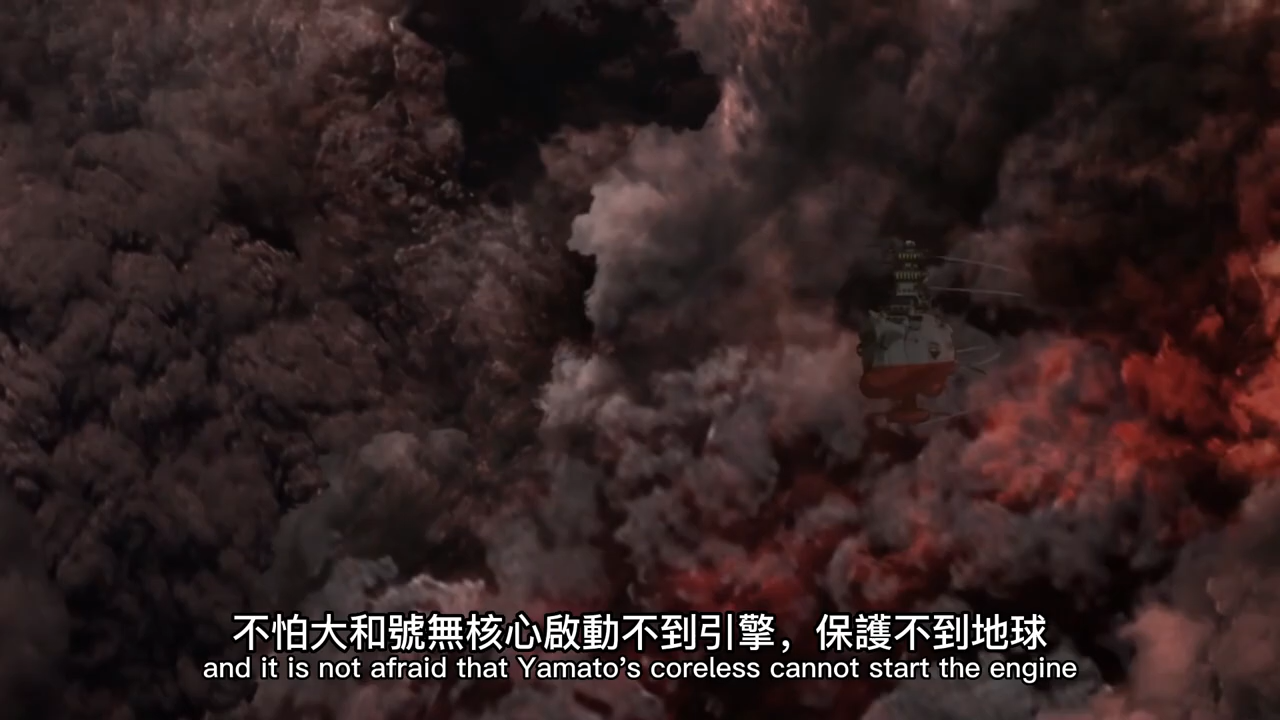 不怕大和號無核心啟動不到引擎，保護不到地球
and it is not afraid that Yamato's coreless cannot start the engine